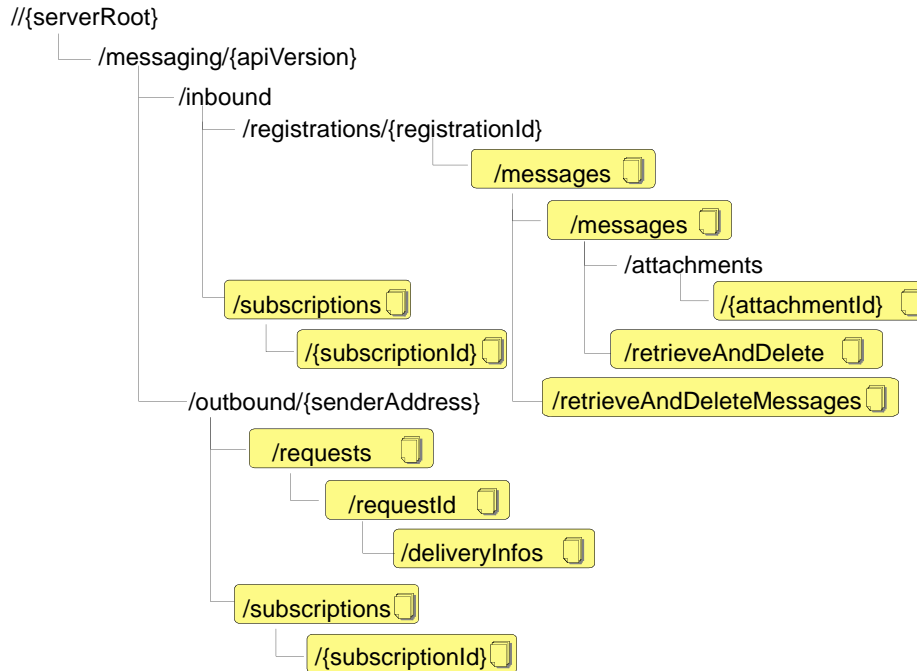 //{serverRoot}
/messaging/{apiVersion}
/inbound
/registrations/{registrationId}
/messages
/messages
/attachments
/{attachmentId}
/retrieveAndDelete
/retrieveAndDeleteMessages
/subscriptions
/{subscriptionId}
/outbound/{senderAddress}
/requests
/requestId
/deliveryInfos
/subscriptions
/{subscriptionId}